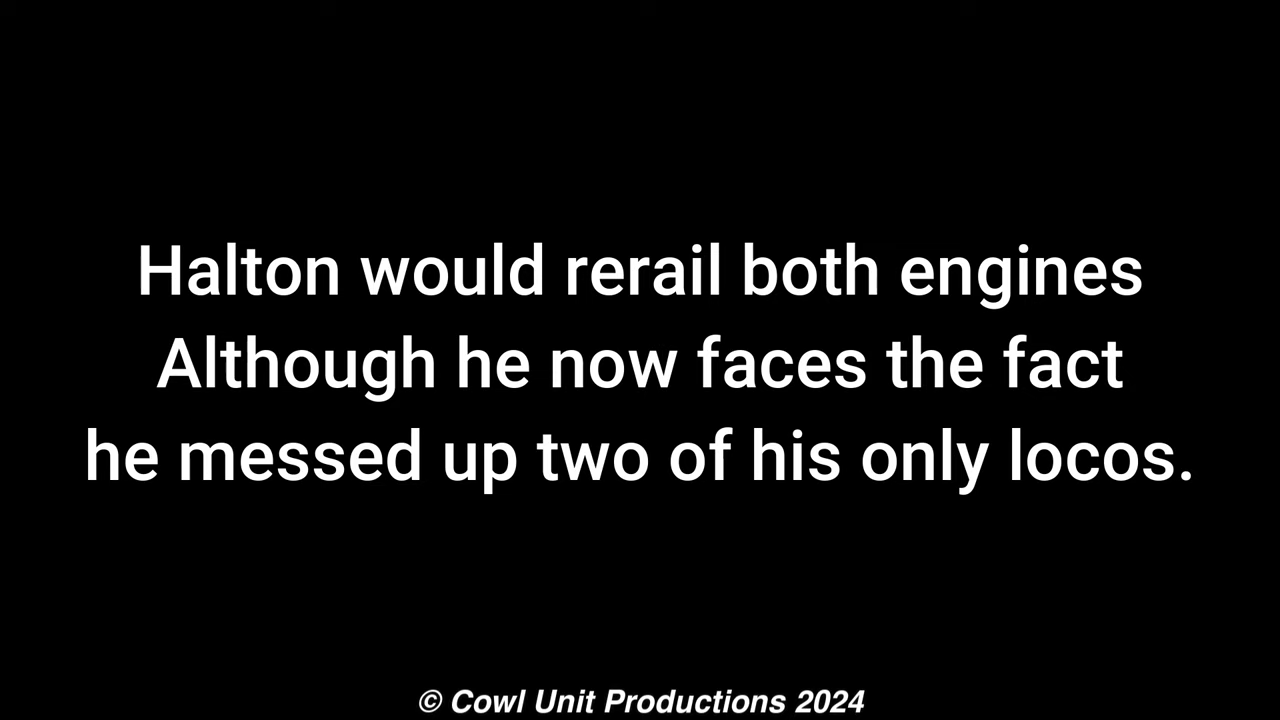 Halton would rerail both engines
Although he now faces the fact
he messed up two of his only locos.
© Cowl Unit Productions 2024